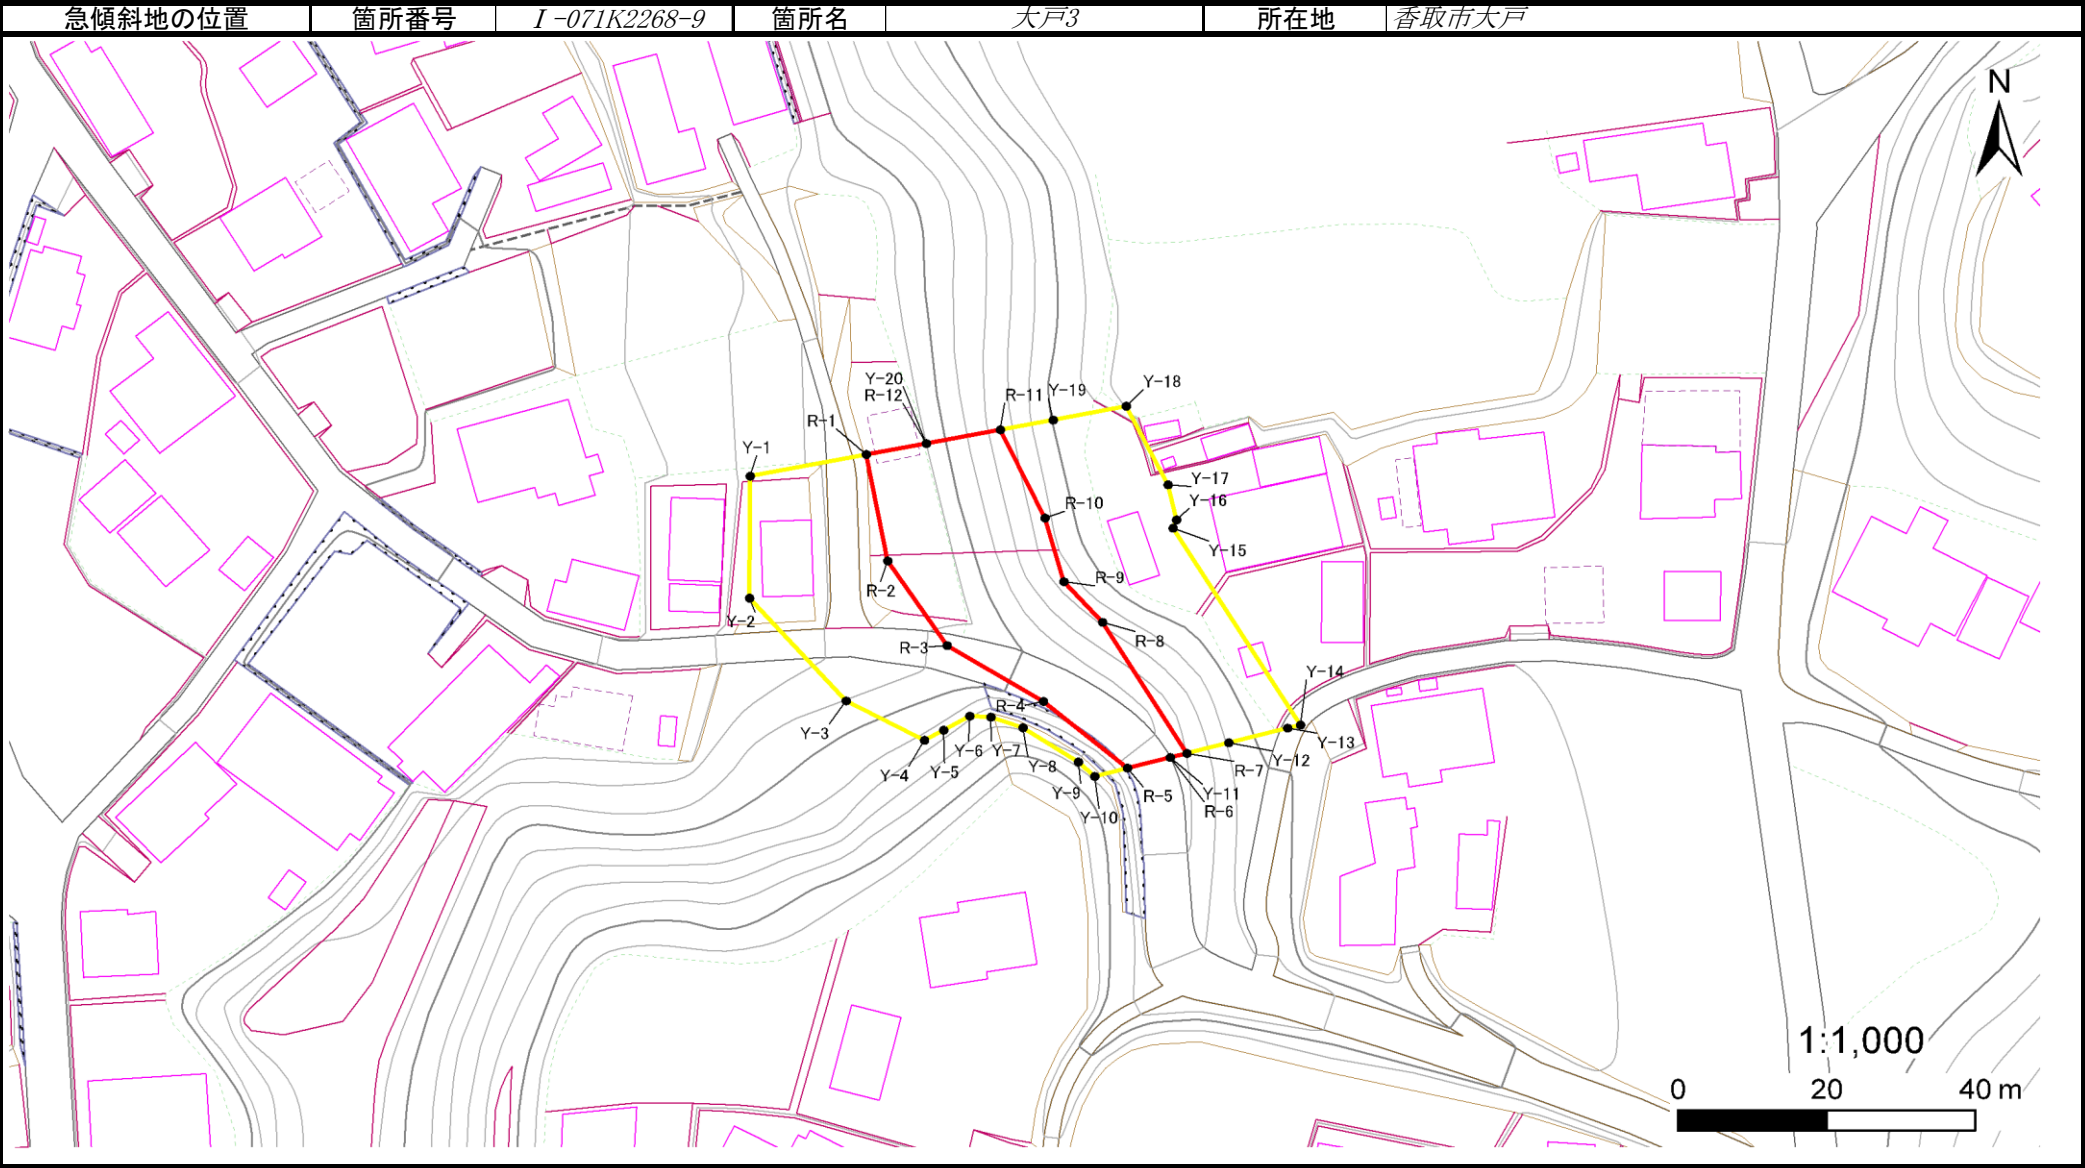 急傾斜地の位置 箇所番号 Ⅰ-071K2268-9 箇所名 大戸3 所在地 香取市大戸
N
Y-20
R-12
R-11
Y-19
Y-18
R-1
Y-1
Y-17
Y-16
R-10
Y-15
R-9
R-2
Y-2
R-8
R-3
Y-14
R-4
Y-3
Y-13
Y-6
Y-7
Y-12
Y-8
R-7
Y-4
Y-5
Y-9
R-5
Y-11
R-6
Y-10
1:1,000
0 20 40 m